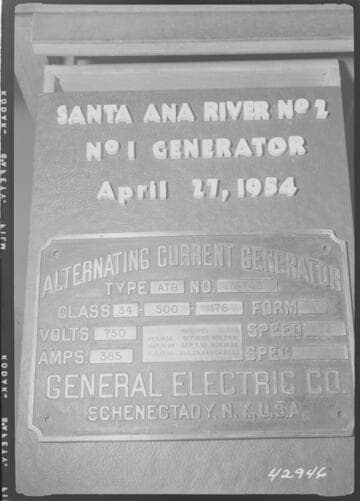 SANTA ANA RIVER Nº 2
Nº 1 GENERATOR
April 27, 1954
ALTERNATING CURRENT GENERATOR
TYPE ATB NO.
CLASS 34 - 500 - 176 FORM
VOLTS 750 SPEED
AMPS. 385 SPEC.
GENERAL ELECTRIC CO.
SCHENECTADY, N.Y., U.S.A.
42946